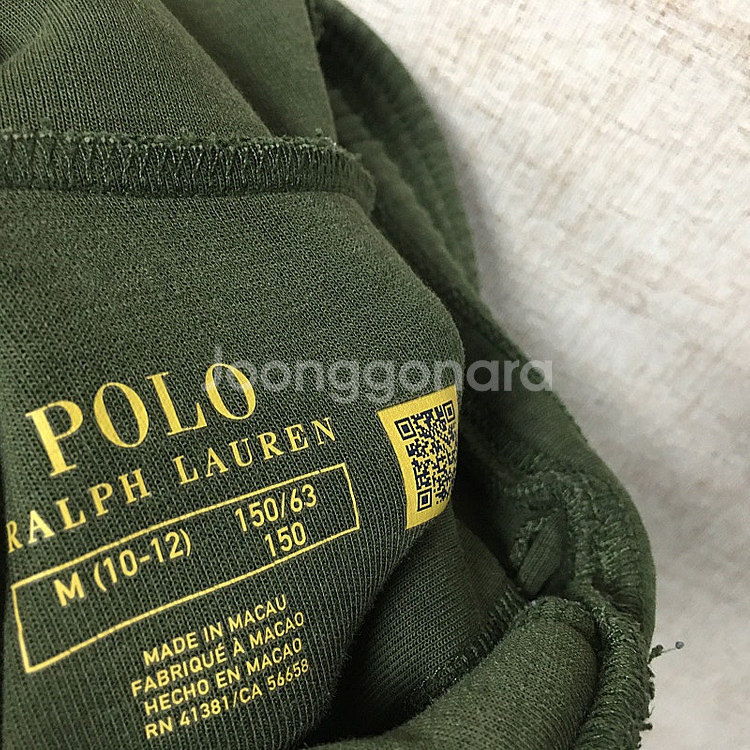 Joonggonara
POLO
RALPH LAUREN
M (10-12) 150/63
150
MADE IN MACAU
FABRIQUÉ À MACAO
HECHO EN MACAO
RN 41381/CA 56658